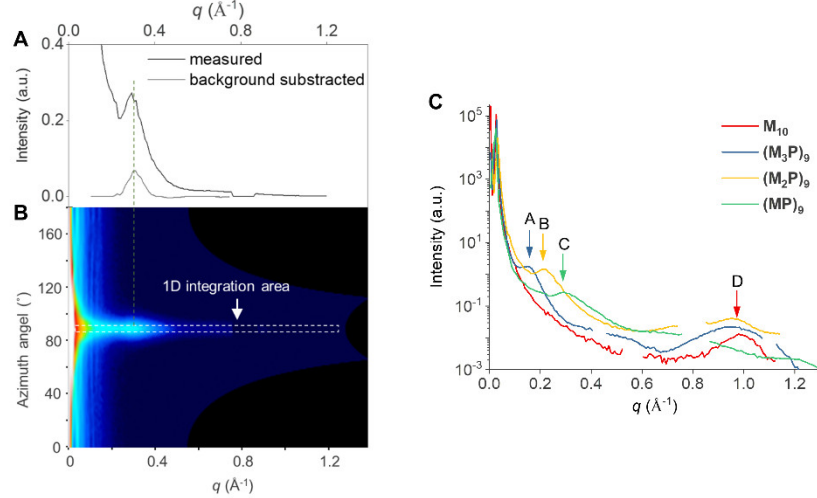 q (Å⁻¹)
0.0 0.4 0.8 1.2
A
0.4
0.2
0.0
Intensity (a.u.)
measured
background substracted
B
160
120
80
40
0
Azimuth angel (°)
1D integration area
0 0.4 0.8 1.2
q (Å⁻¹)
C
10⁵
10³
10¹
10⁻¹
10⁻³
Intensity (a.u.)
M₁₀
(M₃P)₉
(M₂P)₉
(MP)₉
A
B
C
D
0.0 0.2 0.4 0.6 0.8 1.0 1.2
q (Å⁻¹)